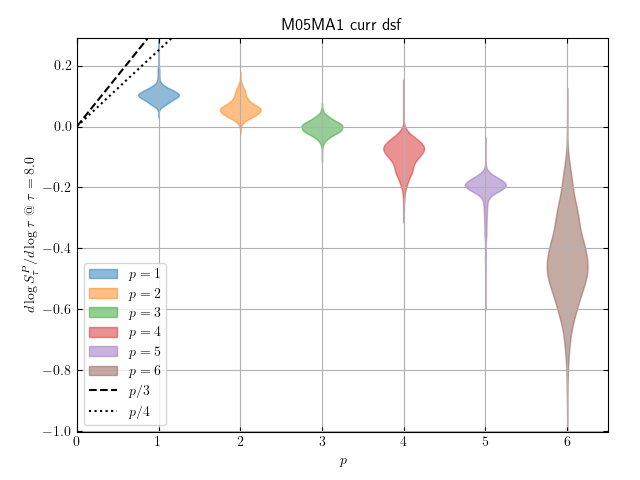 M05MA1 curr dsf
d log S_τ^p / d log τ @ τ = 8.0
0.2
0.0
−0.2
−0.4
−0.6
−0.8
−1.0
p = 1
p = 2
p = 3
p = 4
p = 5
p = 6
p/3
p/4
0
1
2
3
4
5
6
p